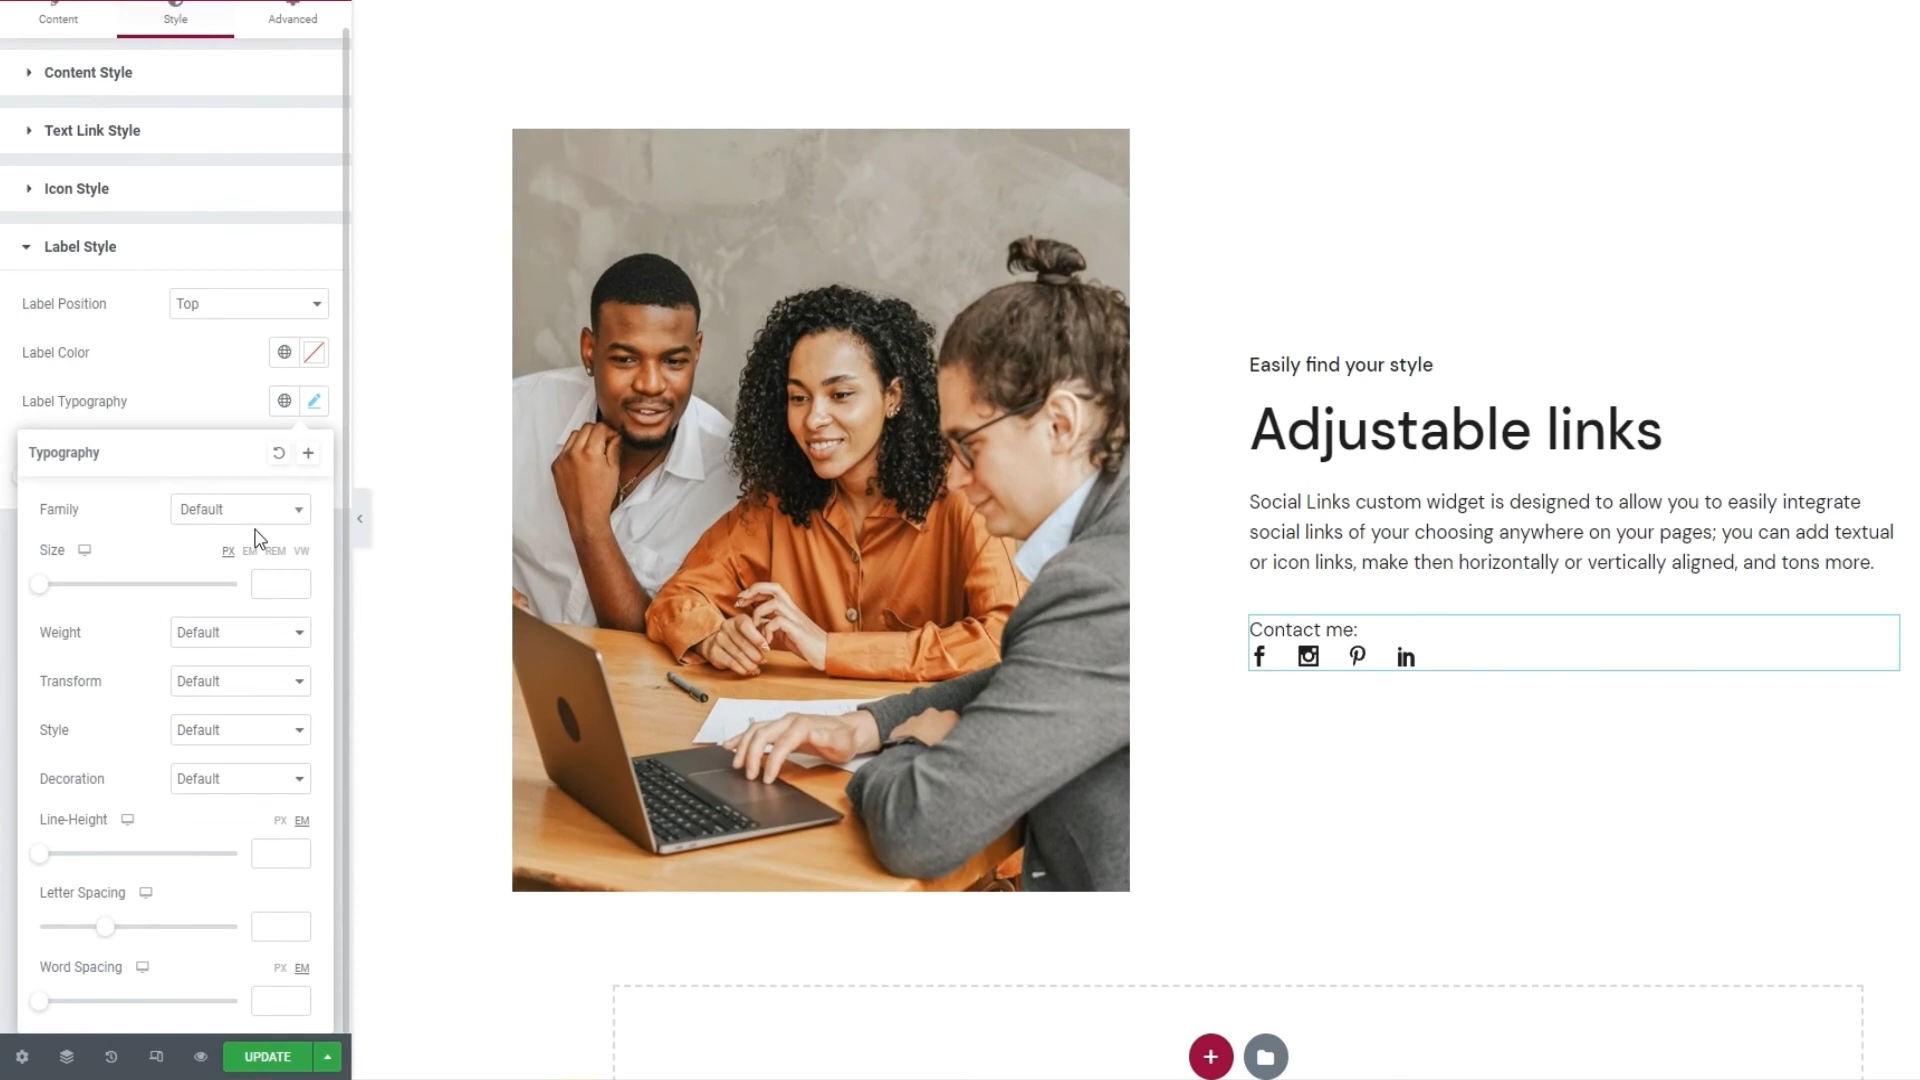 Content
Style
Advanced
Content Style
Text Link Style
Icon Style
Label Style
Label Position
Top
Label Color
Label Typography
Typography
Family
Default
Size
PX EM REM VW
Weight
Default
Transform
Default
Style
Default
Decoration
Default
Line-Height
PX EM
Letter Spacing
Word Spacing
PX EM
UPDATE
Easily find your style
Adjustable links
Social Links custom widget is designed to allow you to easily integrate
social links of your choosing anywhere on your pages; you can add textual
or icon links, make then horizontally or vertically aligned, and tons more.
Contact me: